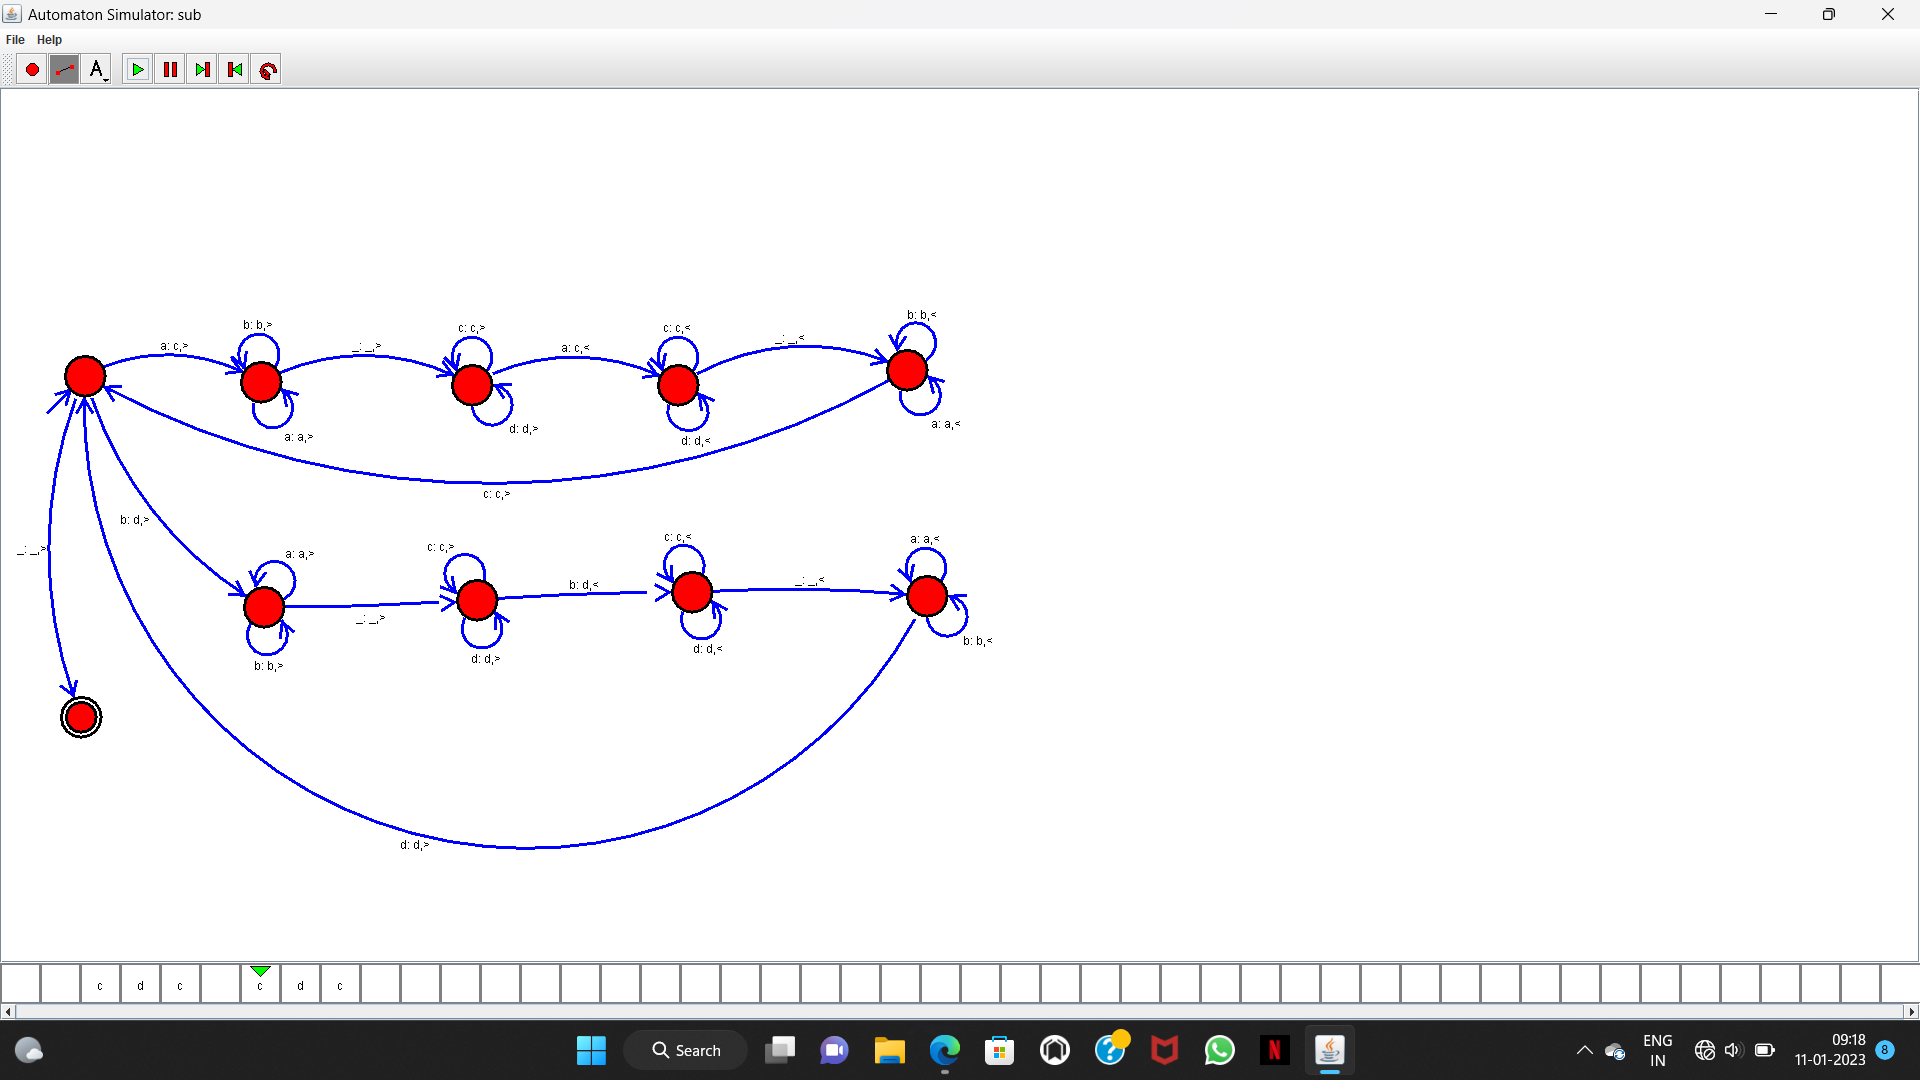 Automaton Simulator: sub
File Help
A
b: b,>
a: c,>
_: _,>
c: c,>
a: c,<
c: c,<
_: _,<
b: b,<
a: a,>
d: d,>
d: d,<
a: a,<
c: c,>
b: d,>
_: _,>
a: a,>
c: c,>
b: d,<
c: c,<
_: _,<
a: a,<
_: _,>
b: b,>
d: d,>
d: d,<
b: b,<
d: d,>
c d c c d c
Search
N
ENG
IN
09:18
11-01-2023
8